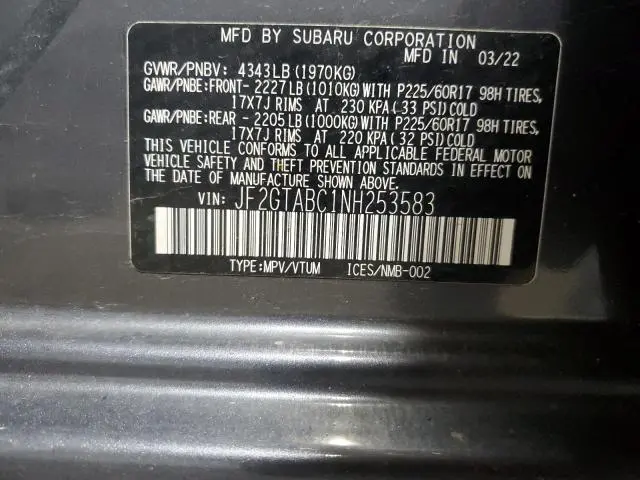 MFD BY SUBARU CORPORATION
MFD IN 03/22
GVWR/PNBV: 4343LB(1970KG)
GAWR/PNBE:FRONT- 2227LB(1010KG)WITH P225/60R17 98H TIRES,
17X7J RIMS AT 230 KPA(33 PSI)COLD
GAWR/PNBE:REAR - 2205LB(1000KG)WITH P225/60R17 98H TIRES,
17X7J RIMS AT 220 KPA(32 PSI)COLD
THIS VEHICLE CONFORMS TO ALL APPLICABLE FEDERAL MOTOR
VEHICLE SAFETY AND THEFT PREVENTION STANDARDS IN EFFECT ON
THE DATE OF MANUFACTURE SHOWN ABOVE.
VIN: JF2GTABC1NH253583
TYPE:MPV/VTUM ICES/NMB-002